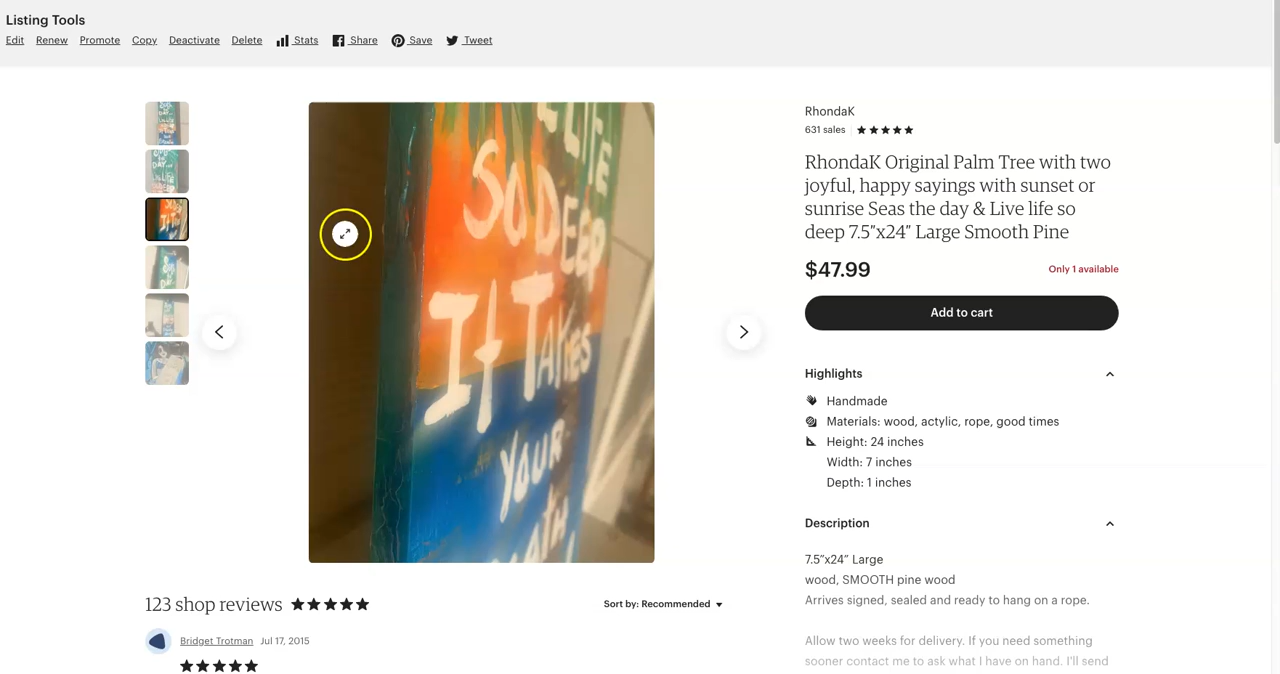 Listing Tools
Edit Renew Promote Copy Deactivate Delete Stats Share Save Tweet
LIFE
SO DEEP
IT TAKES
YOUR
RhondaK
631 sales
RhondaK Original Palm Tree with two
joyful, happy sayings with sunset or
sunrise Seas the day & Live life so
deep 7.5”x24” Large Smooth Pine
$47.99 Only 1 available
Add to cart
Highlights
Handmade
Materials: wood, actylic, rope, good times
Height: 24 inches
Width: 7 inches
Depth: 1 inches
Description
7.5”x24” Large
wood, SMOOTH pine wood
Arrives signed, sealed and ready to hang on a rope.
Allow two weeks for delivery. If you need something
sooner contact me to ask what I have on hand. I'll send
123 shop reviews Sort by: Recommended
Bridget Trotman Jul 17, 2015